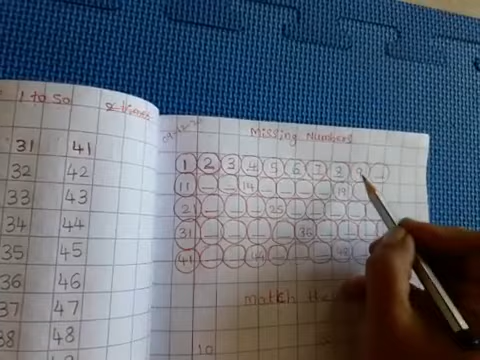 1 to 50
31 41
32 42
33 43
34 44
35 45
36 46
37 47
38 48
Missing Numbers
1 2 3 4 5 6 7 8 9 _
11 _ _ 14 _ _ _ 19
21 _ _ _ 25 _ _ _
31 _ _ _ _ 36 _ _
41 _ _ 44 _ _ _ 48
Match
10